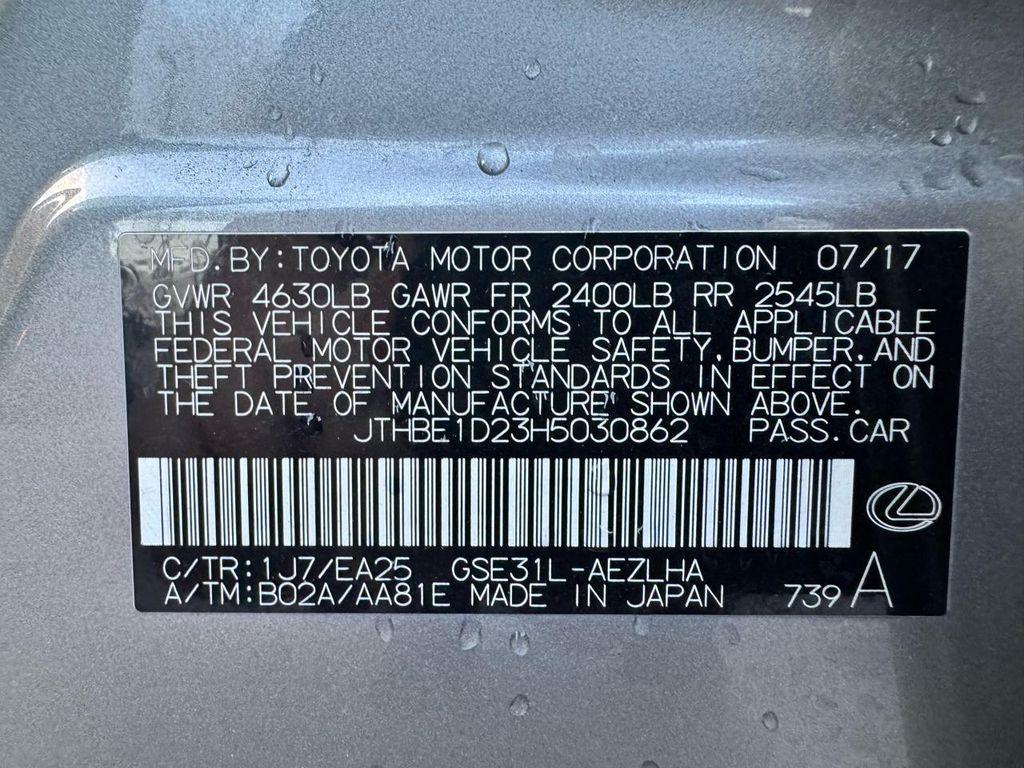 MFD.BY:TOYOTA MOTOR CORPORATION 07/17
GVWR 4630LB GAWR FR 2400LB RR 2545LB
THIS VEHICLE CONFORMS TO ALL APPLICABLE
FEDERAL MOTOR VEHICLE SAFETY,BUMPER,AND
THEFT PREVENTION STANDARDS IN EFFECT ON
THE DATE OF MANUFACTURE SHOWN ABOVE.
JTHBE1D23H5030862 PASS.CAR
C/TR:1J7/EA25 GSE31L-AEZLHA
A/TM:B02A/AA81E MADE IN JAPAN 739 A